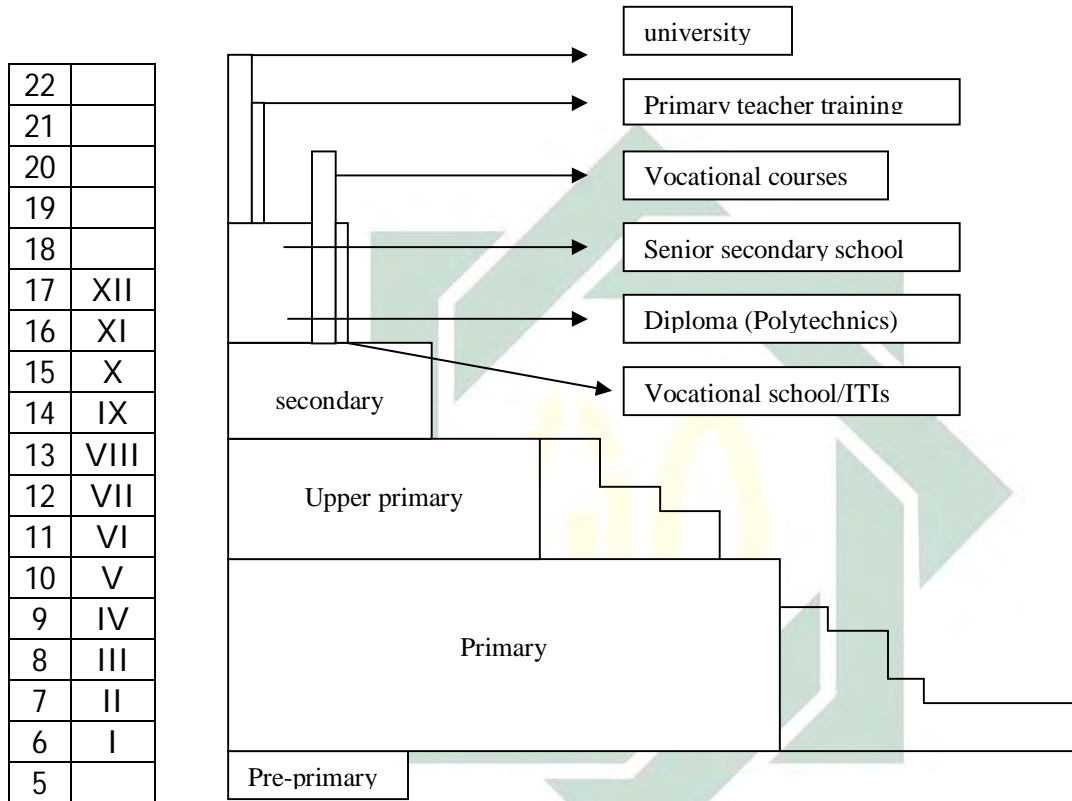 university
22
Primary teacher training
21
20
Vocational courses
19
18
Senior secondary school
17 XII
16 XI
Diploma (Polytechnics)
15 X
Vocational school/ITIs
14 IX
secondary
13 VIII
12 VII
Upper primary
11 VI
10 V
9 IV
8 III
Primary
7 II
6 I
5
Pre-primary